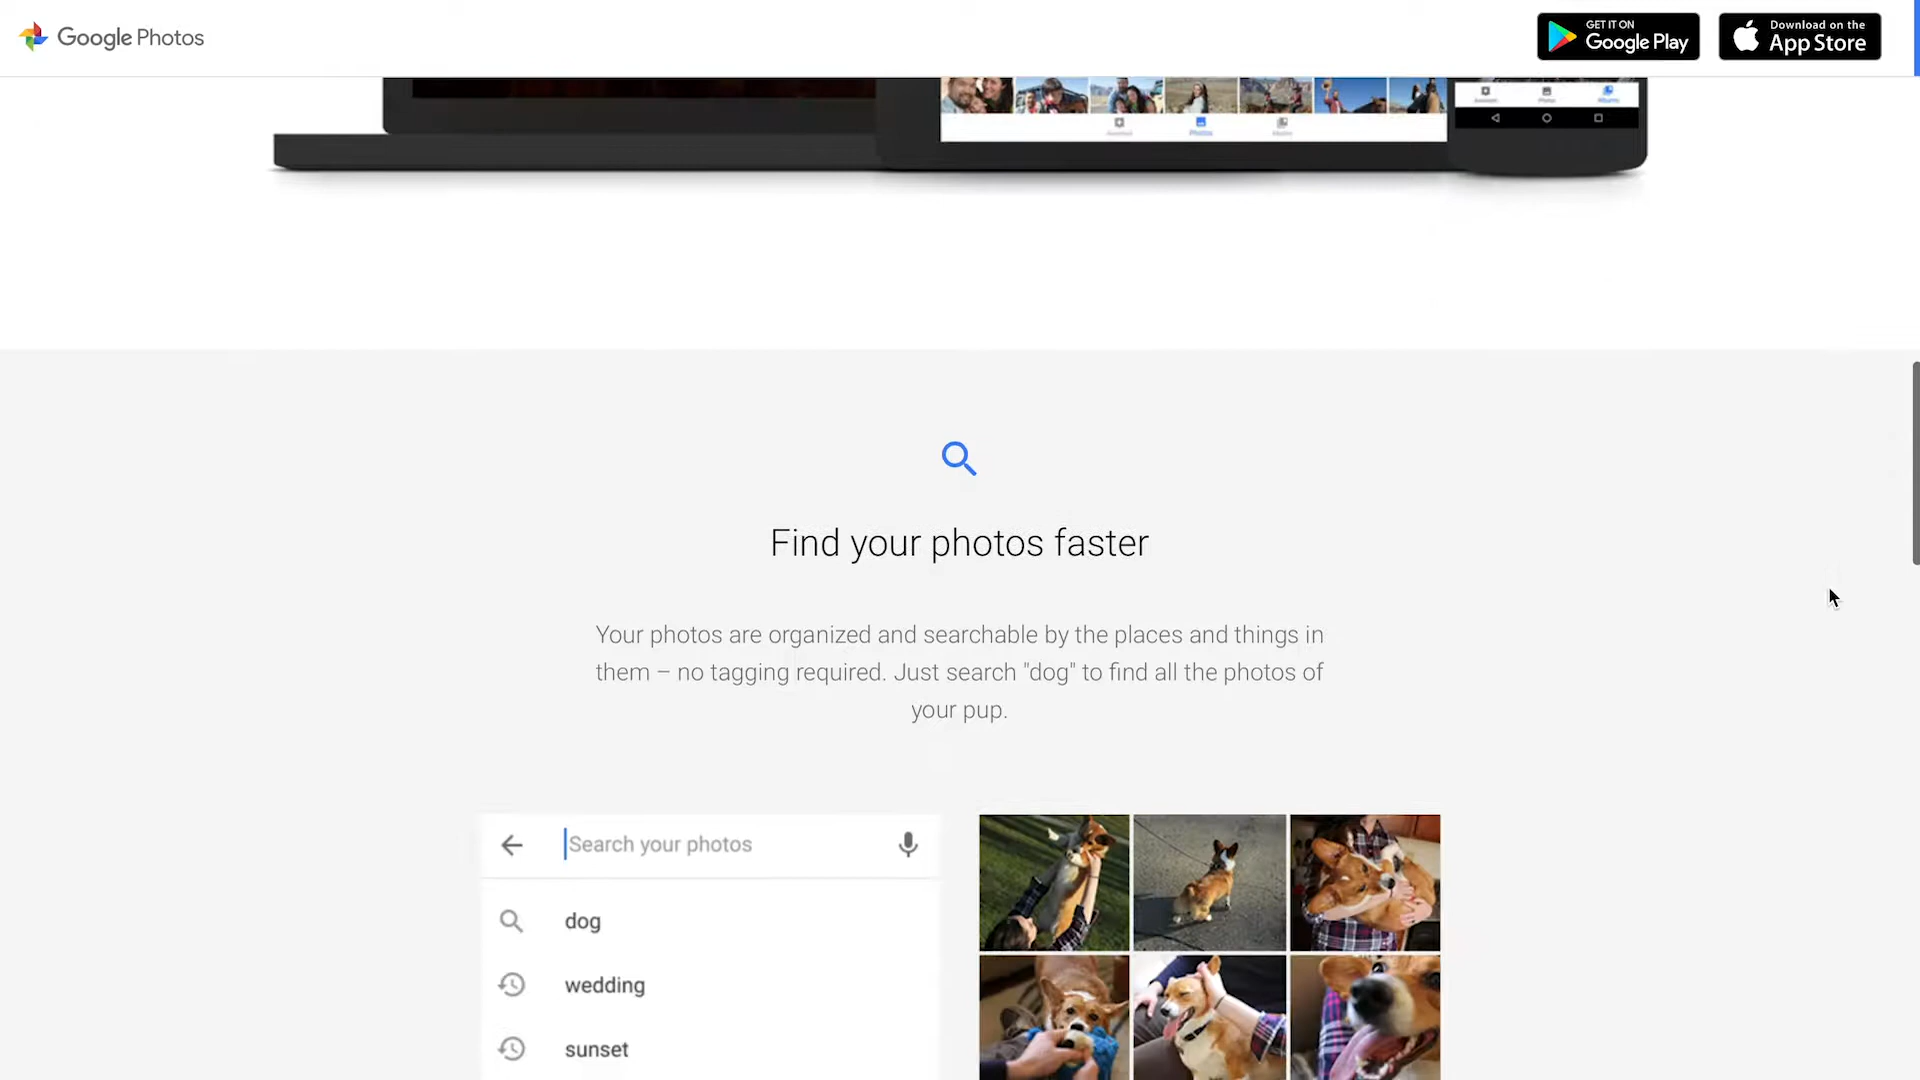 Google Photos
GET IT ON
Google Play
Download on the
App Store
Photos
Find your photos faster
Your photos are organized and searchable by the places and things in
them – no tagging required. Just search "dog" to find all the photos of
your pup.
Search your photos
dog
wedding
sunset